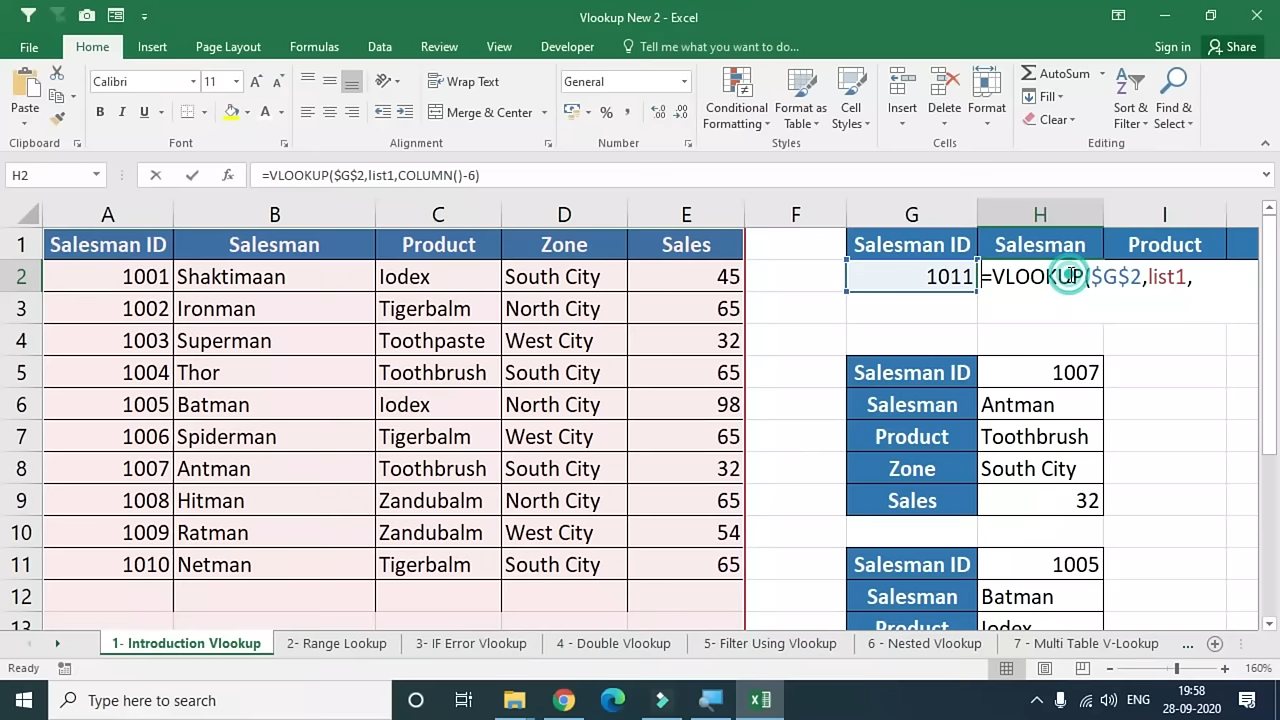 Vlookup New 2 - Excel
File Home Insert Page Layout Formulas Data Review View Developer Tell me what you want to do... Sign in Share
Paste
Clipboard
Calibri 11
B I U
Font
Wrap Text
Merge & Center
Alignment
General
% ,
Number
Conditional Formatting
Format as Table
Cell Styles
Styles
Insert Delete Format
Cells
AutoSum
Fill
Clear
Sort & Filter
Find & Select
Editing
H2 fx =VLOOKUP($G$2,list1,COLUMN()-6)
A B C D E F G H I
1 Salesman ID Salesman Product Zone Sales Salesman ID Salesman Product
2 1001 Shaktimaan Iodex South City 45 1011 =VLOOKUP($G$2,list1,
3 1002 Ironman Tigerbalm North City 65
4 1003 Superman Toothpaste West City 32
5 1004 Thor Toothbrush South City 65 Salesman ID 1007
6 1005 Batman Iodex North City 98 Salesman Antman
7 1006 Spiderman Tigerbalm West City 65 Product Toothbrush
8 1007 Antman Toothbrush South City 32 Zone South City
9 1008 Hitman Zandubalm North City 65 Sales 32
10 1009 Ratman Zandubalm West City 54
11 1010 Netman Tigerbalm South City 65 Salesman ID 1005
12 Salesman Batman
13 Product Iodex
1- Introduction Vlookup 2- Range Lookup 3- IF Error Vlookup 4 - Double Vlookup 5- Filter Using Vlookup 6 - Nested Vlookup 7 - Multi Table V-Lookup ...
Ready 160%
Type here to search ENG 19:58
28-09-2020